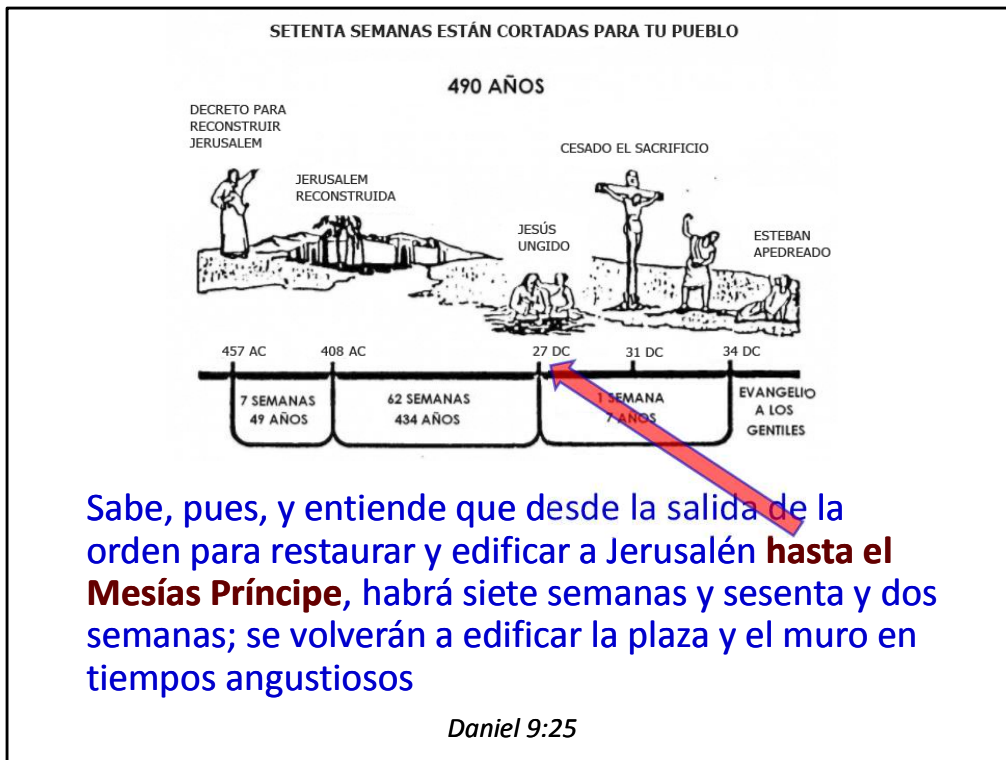 SETENTA SEMANAS ESTÁN CORTADAS PARA TU PUEBLO
490 AÑOS
DECRETO PARA
RECONSTRUIR
JERUSALEM
JERUSALEM
RECONSTRUIDA
CESADO EL SACRIFICIO
JESÚS
UNGIDO
ESTEBAN
APEDREADO
457 AC
408 AC
27 DC
31 DC
34 DC
7 SEMANAS
49 AÑOS
62 SEMANAS
434 AÑOS
1 SEMANA
7 AÑOS
EVANGELIO
A LOS
GENTILES
Sabe, pues, y entiende que desde la salida de la
orden para restaurar y edificar a Jerusalén hasta el
Mesías Príncipe, habrá siete semanas y sesenta y dos
semanas; se volverán a edificar la plaza y el muro en
tiempos angustiosos
Daniel 9:25